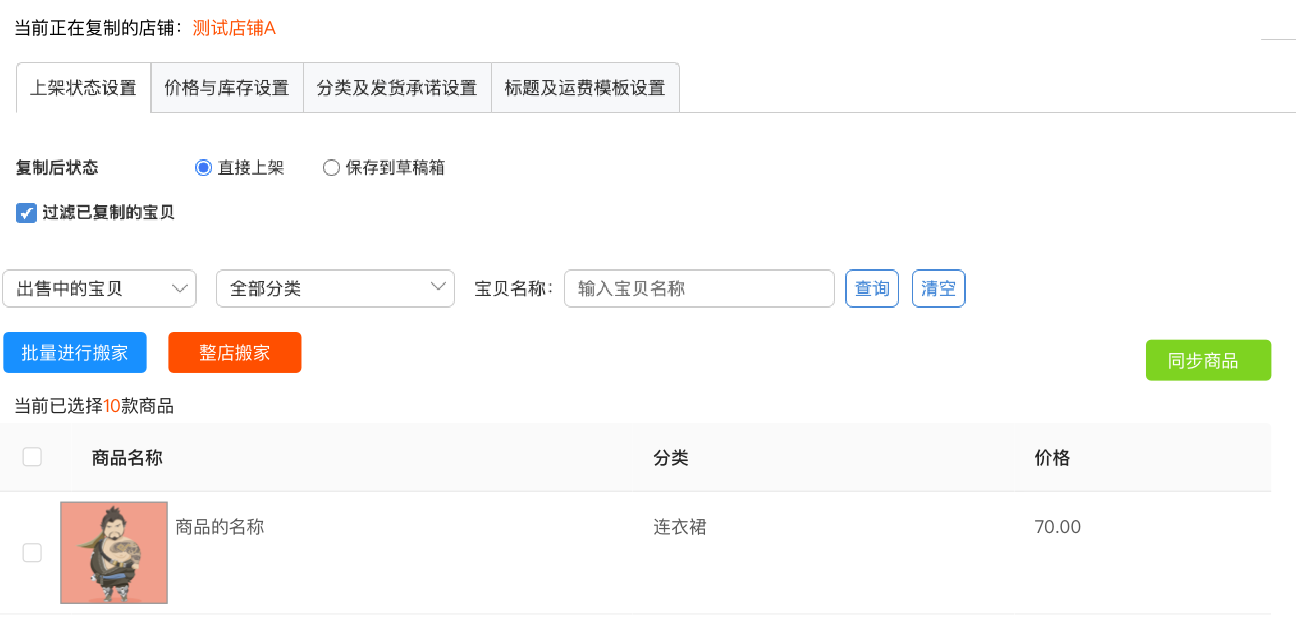 当前正在复制的店铺：测试店铺A
上架状态设置 价格与库存设置 分类及发货承诺设置 标题及运费模板设置
复制后状态 直接上架 保存到草稿箱
过滤已复制的宝贝
出售中的宝贝 全部分类 宝贝名称： 输入宝贝名称 查询 清空
批量进行搬家 整店搬家 同步商品
当前已选择10款商品
商品名称 分类 价格
商品的名称 连衣裙 70.00